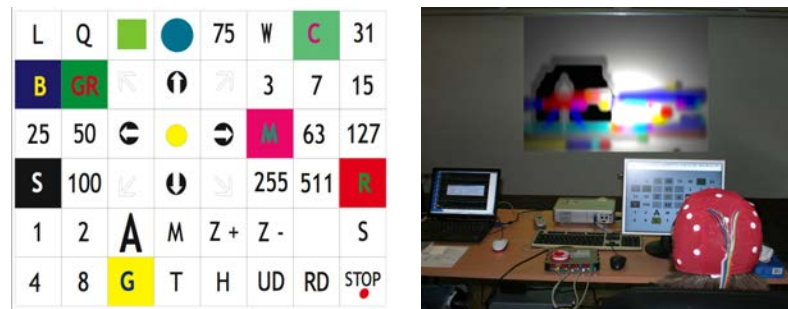 L Q 75 W C 31
B GR 3 7 15
25 50 M 63 127
S 100 255 511 R
1 2 A M Z + Z - S
4 8 G T H UD RD STOP